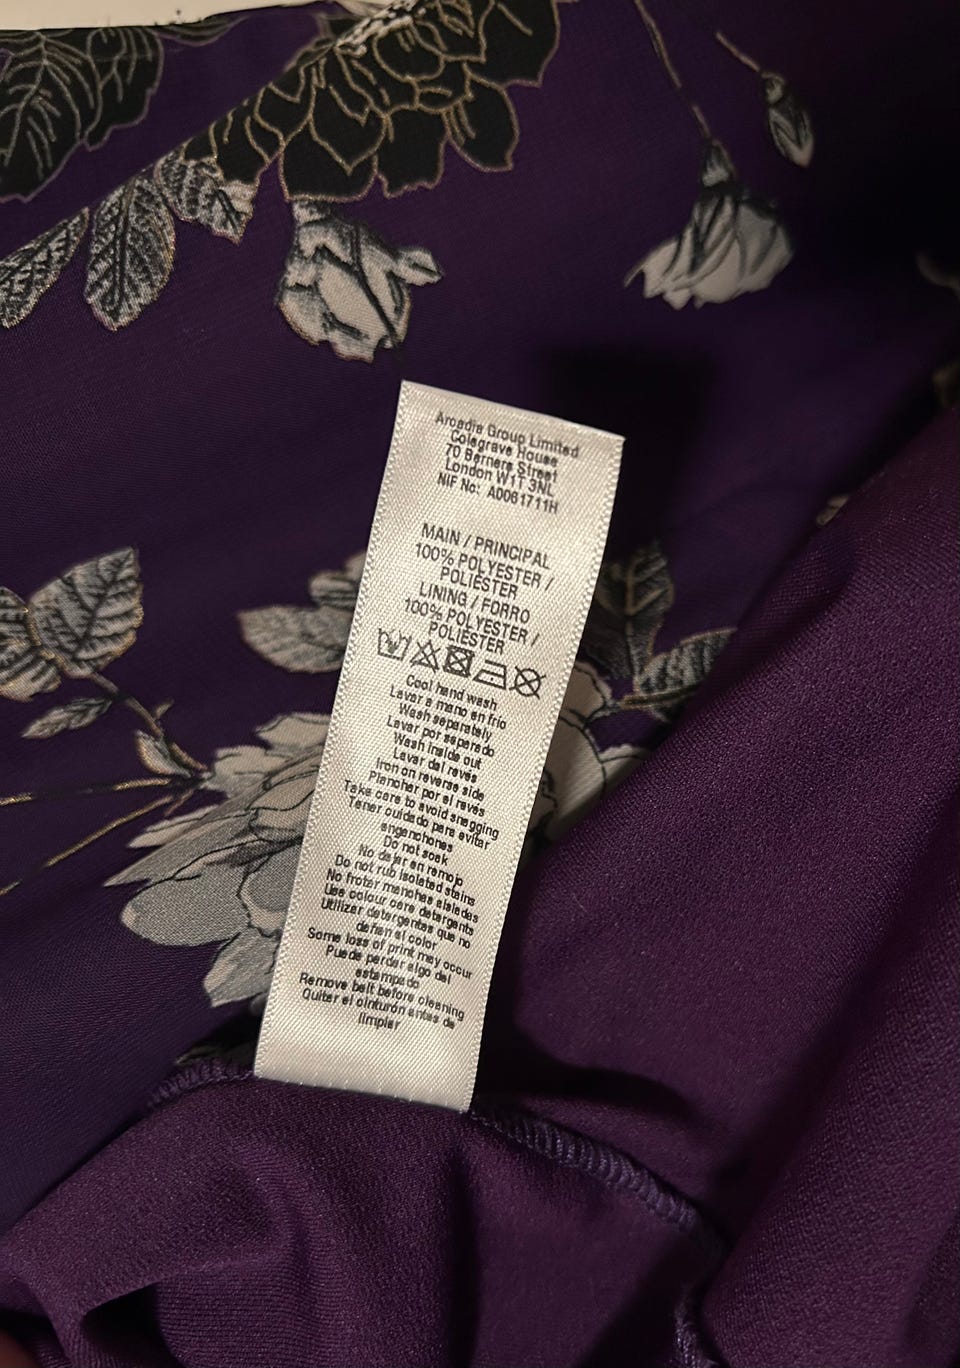 Arcadia Group Limited
Colegrave House
70 Berners Street
London W1T 3NL
NIF No: A0061711H
MAIN / PRINCIPAL
100% POLYESTER /
POLIESTER
LINING / FORRO
100% POLYESTER /
POLIESTER
Cool hand wash
Lavar a mano en frio
Wash separately
Lavar por separado
Wash inside out
Lavar del revés
Iron on reverse side
Planchar por el revés
Take care to avoid snagging
Tener cuidado para evitar
enganchones
Do not soak
No dejar en remojo
Do not rub isolated stains
No frotar manchas aisladas
Use colour care detergents
Utilizar detergentes que no
dañen el color
Some loss of print may occur
Puede perder algo del
estampado
Remove belt before cleaning
Quitar el cinturón antes de
limpiar